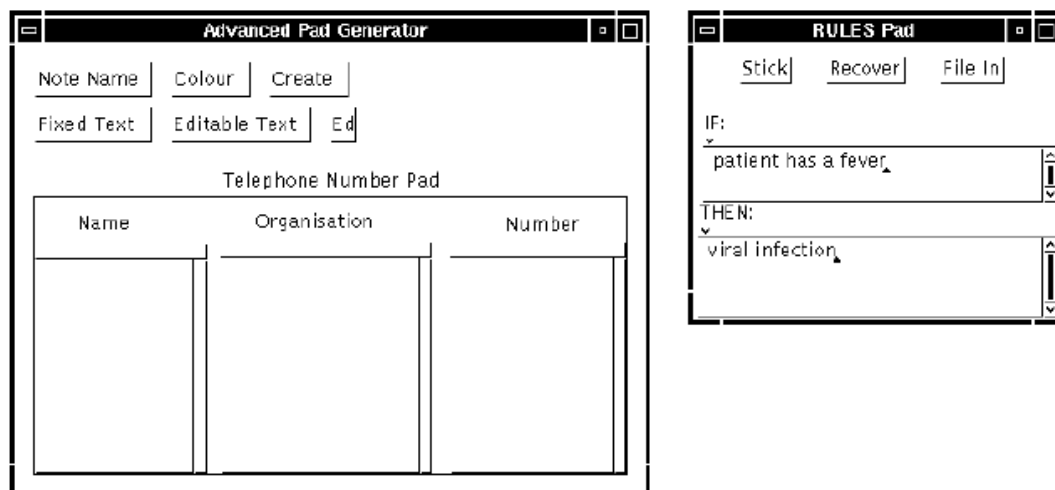 Advanced Pad Generator
Note Name Colour Create
Fixed Text Editable Text Ed
Telephone Number Pad
Name Organisation Number
RULES Pad
Stick Recover File In
IF:
patient has a fever
THEN:
viral infection